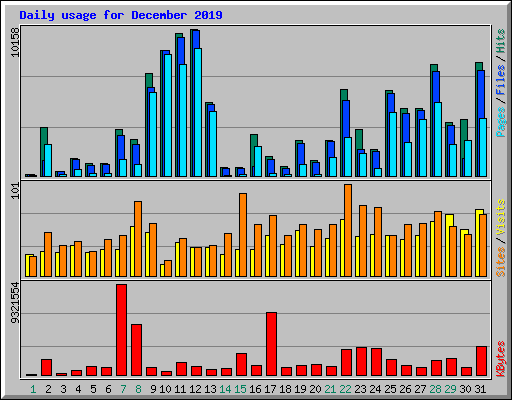 Daily usage for December 2019
10158
Pages / Files / Hits
101
Sites / Visits
9321554
KBytes
1 2 3 4 5 6 7 8 9 10 11 12 13 14 15 16 17 18 19 20 21 22 23 24 25 26 27 28 29 30 31